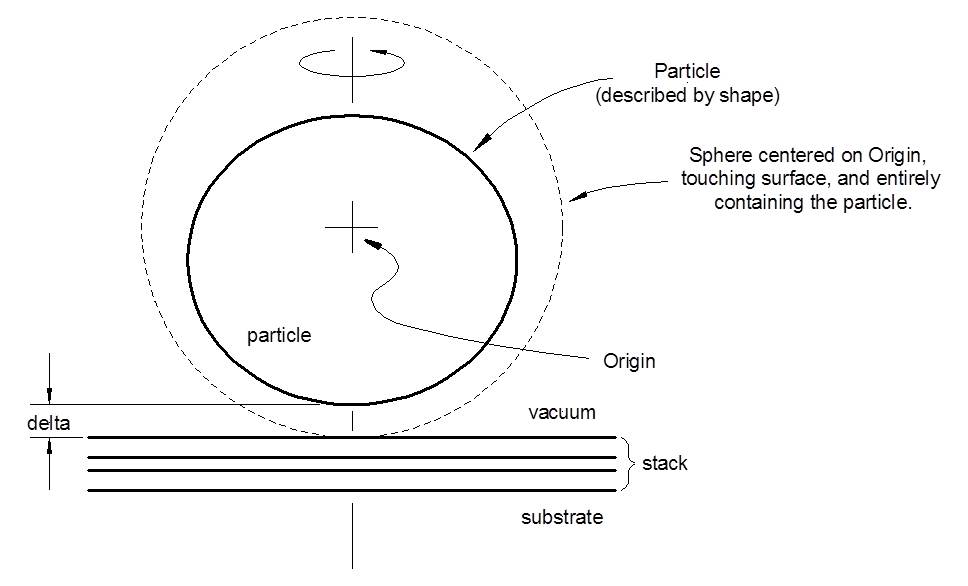 Particle
(described by shape)
Sphere centered on Origin,
touching surface, and entirely
containing the particle.
particle
Origin
vacuum
delta
stack
substrate